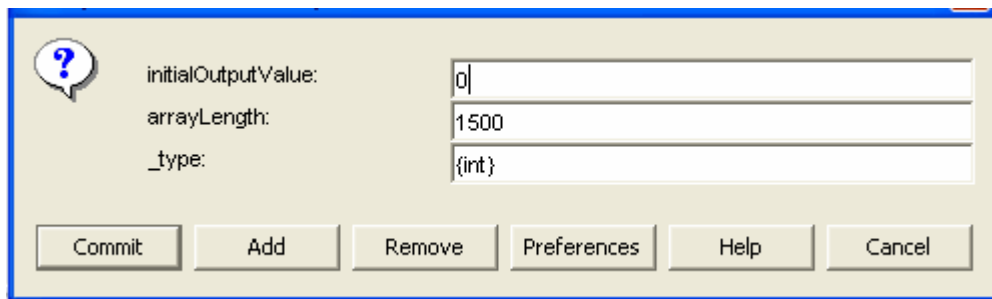 initialOutputValue: 0
arrayLength: 1500
_type: {int}
Commit Add Remove Preferences Help Cancel